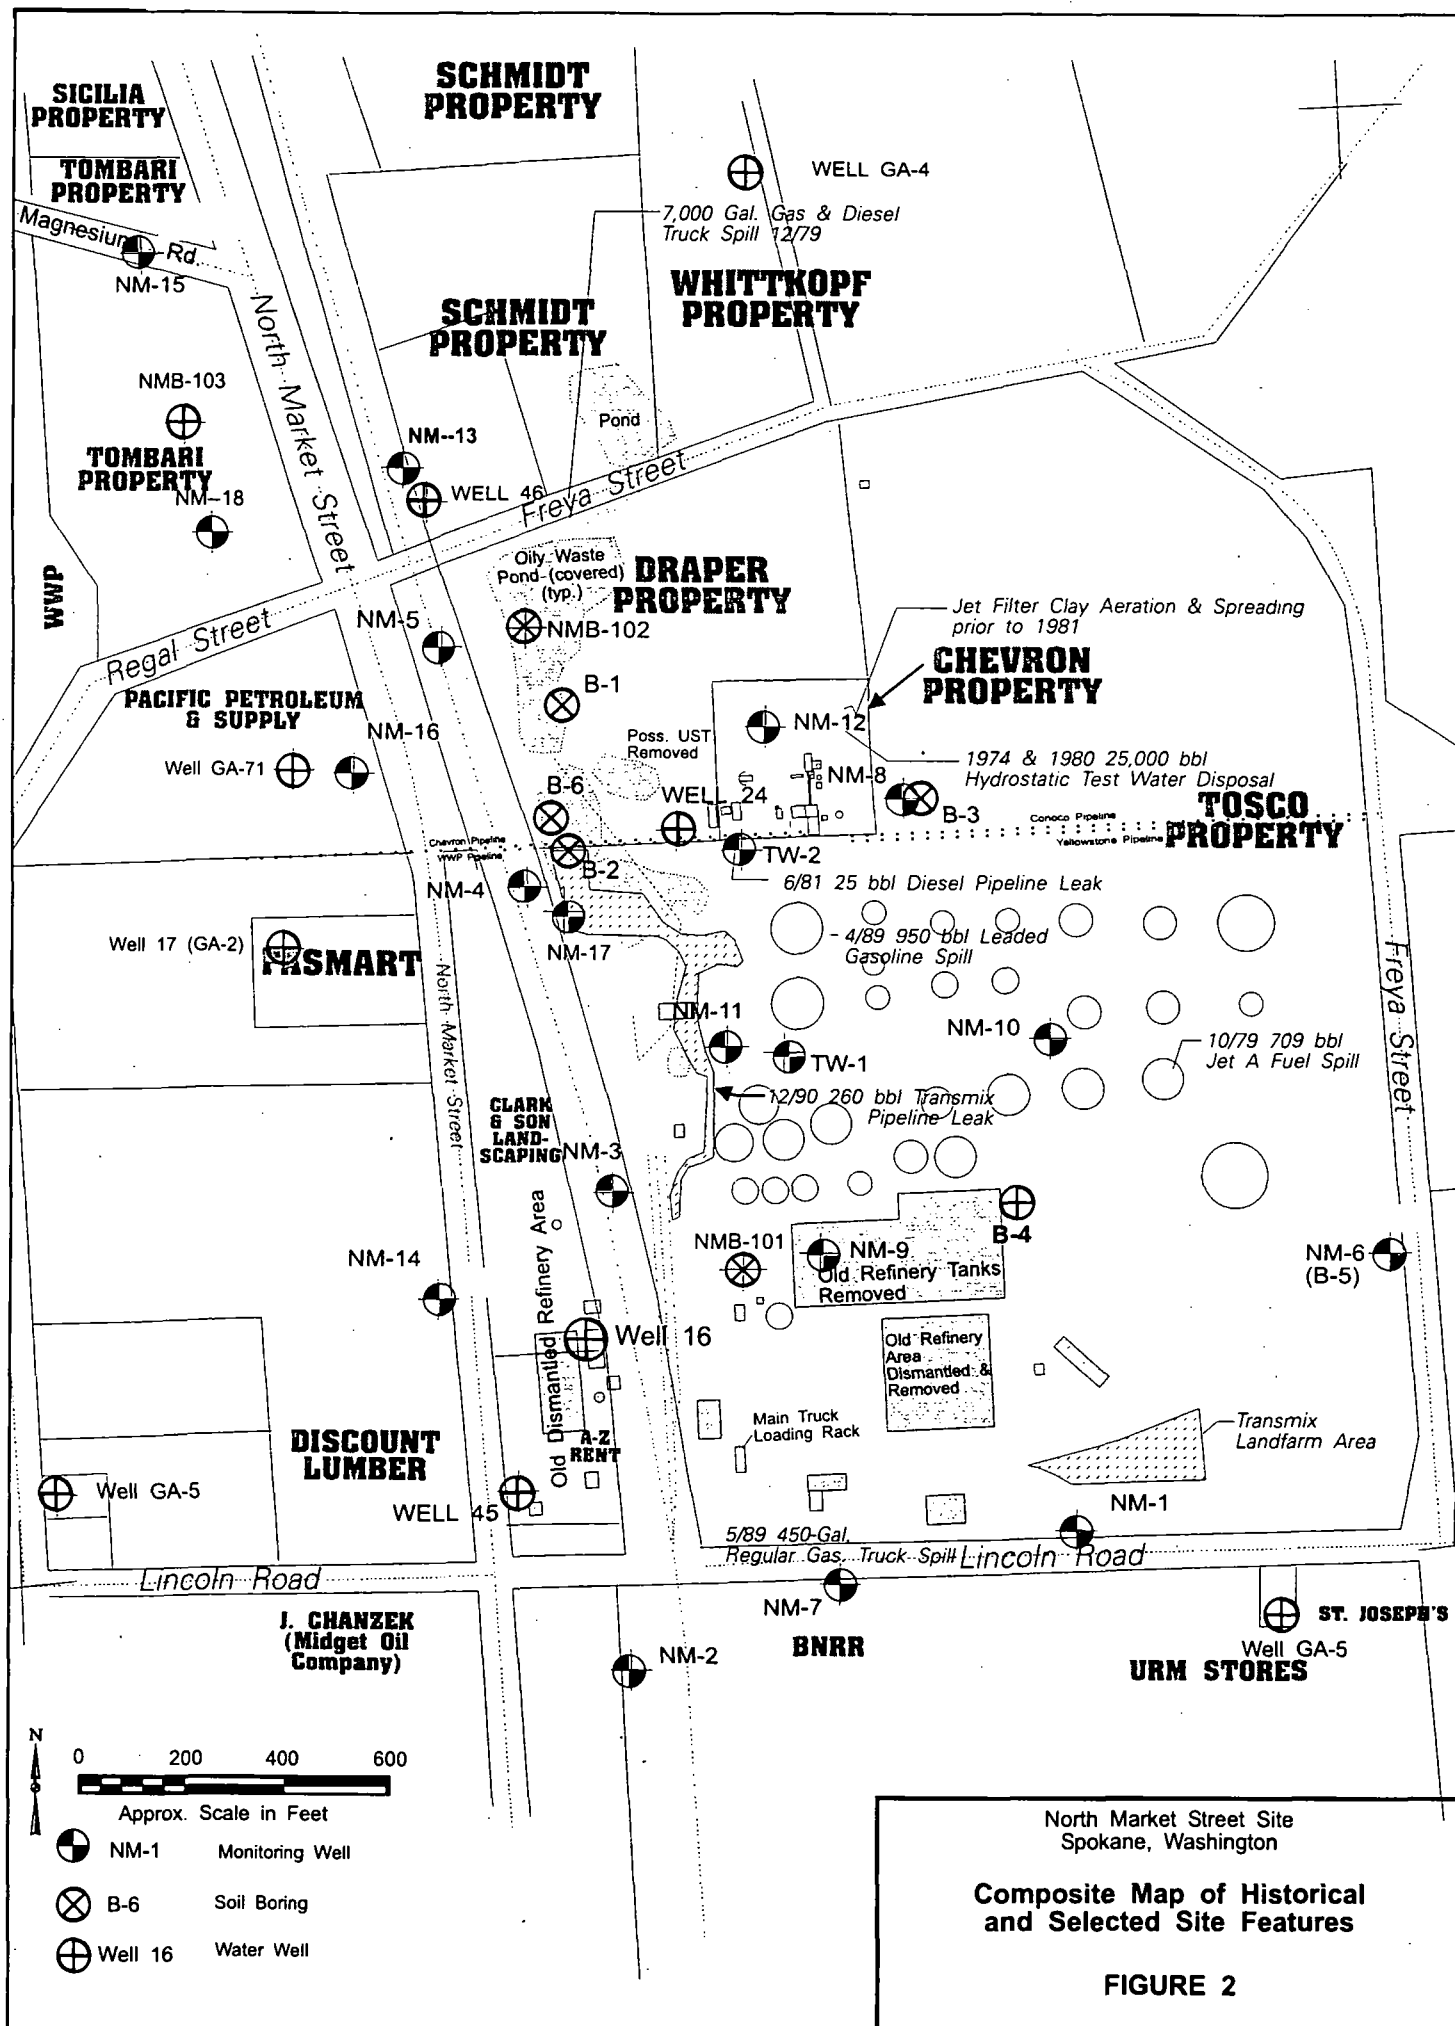 SICILIA
PROPERTY
SCHMIDT
PROPERTY
TOMBARI
PROPERTY
WELL GA-4
7,000 Gal. Gas & Diesel
Truck Spill 12/79
Magnesium Rd.
NM-15
WHITTKOPF
PROPERTY
SCHMIDT
PROPERTY
North Market Street
NMB-103
Pond
NM--13
TOMBARI
PROPERTY
NM-18
WELL 46
Freya Street
WWP
Oily Waste
Pond (covered)
(typ.)
DRAPER
PROPERTY
NM-5
NMB-102
Jet Filter Clay Aeration & Spreading
prior to 1981
Regal Street
CHEVRON
PROPERTY
B-1
PACIFIC PETROLEUM
& SUPPLY
NM-16
NM-12
Poss. UST
Removed
Well GA-71
NM-8
1974 & 1980 25,000 bbl
Hydrostatic Test Water Disposal
B-6
WELL 24
B-3
TOSCO
PROPERTY
Conoco Pipeline
Yellowstone Pipeline
Chevron Pipeline
WWP Pipeline
TW-2
B-2
NM-4
6/81 25 bbl Diesel Pipeline Leak
Well 17 (GA-2)
NM-17
4/89 950 bbl Leaded
Gasoline Spill
North Market Street
Freya Street
NM-11
NM-10
10/79 709 bbl
Jet A Fuel Spill
TW-1
12/90 260 bbl Transmix
Pipeline Leak
CLARK
& SON
LAND-
SCAPING
NM-3
Old Dismantled Refinery Area
NMB-101
NM-9
B-4
Old Refinery Tanks
Removed
NM-6
(B-5)
NM-14
Well 16
Old Refinery
Area
Dismantled &
Removed
Main Truck
Loading Rack
Transmix
Landfarm Area
DISCOUNT
LUMBER
A-Z
RENT
Well GA-5
WELL 45
NM-1
5/89 450-Gal.
Regular Gas. Truck Spill
Lincoln Road
Lincoln Road
NM-7
J. CHANZEK
(Midget Oil
Company)
BNRR
ST. JOSEPH'S
Well GA-5
URM STORES
NM-2
N
0 200 400 600
Approx. Scale in Feet
NM-1 Monitoring Well
B-6 Soil Boring
Well 16 Water Well
North Market Street Site
Spokane, Washington
Composite Map of Historical
and Selected Site Features
FIGURE 2